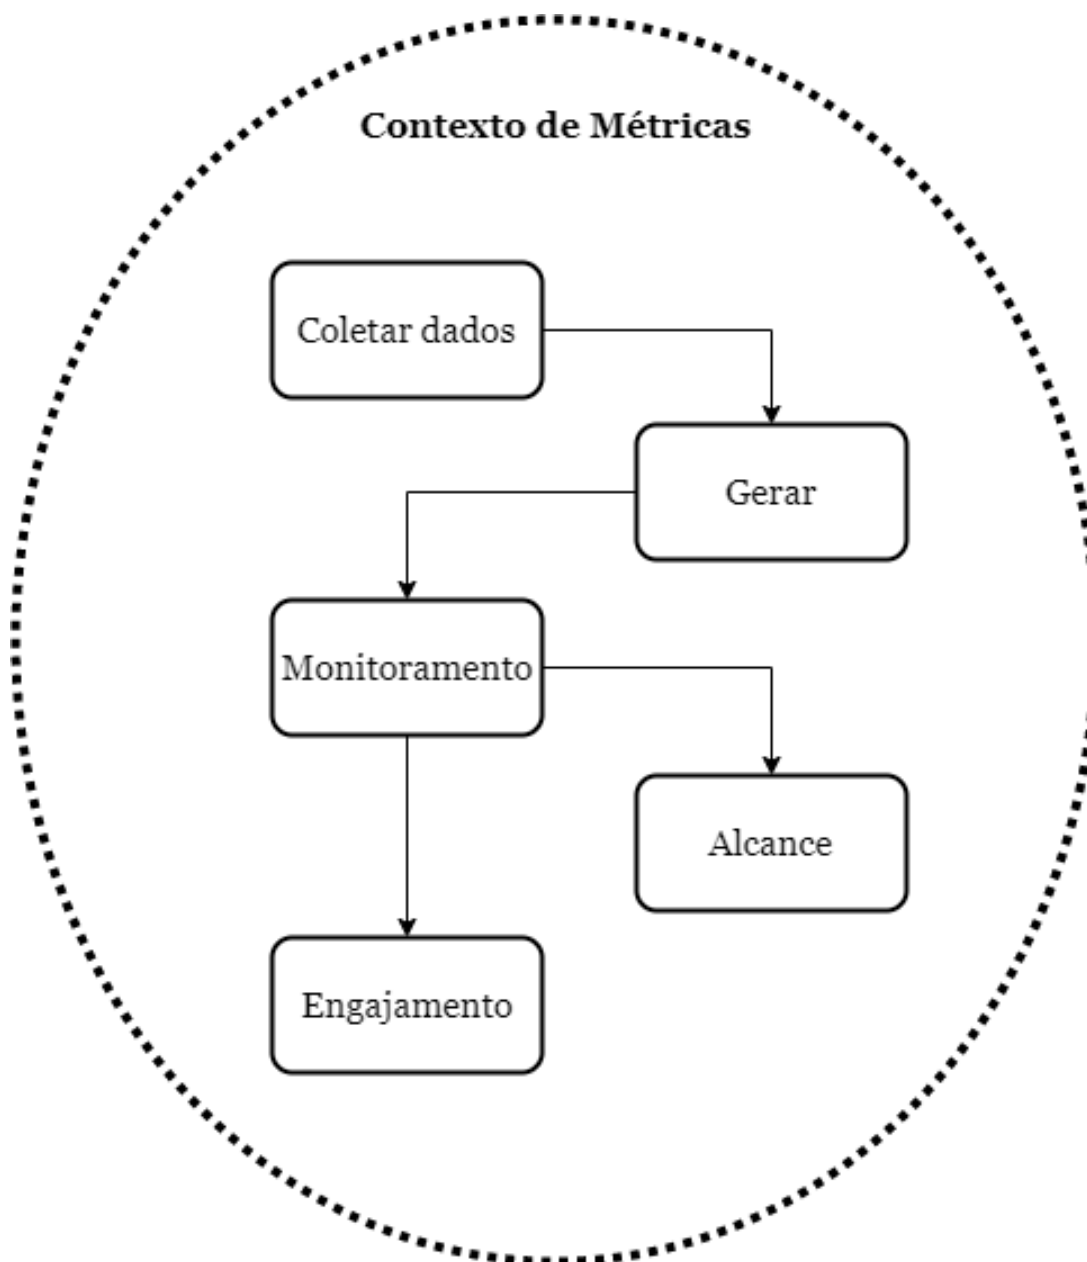 Contexto de Métricas
Coletar dados
Gerar
Monitoramento
Alcance
Engajamento